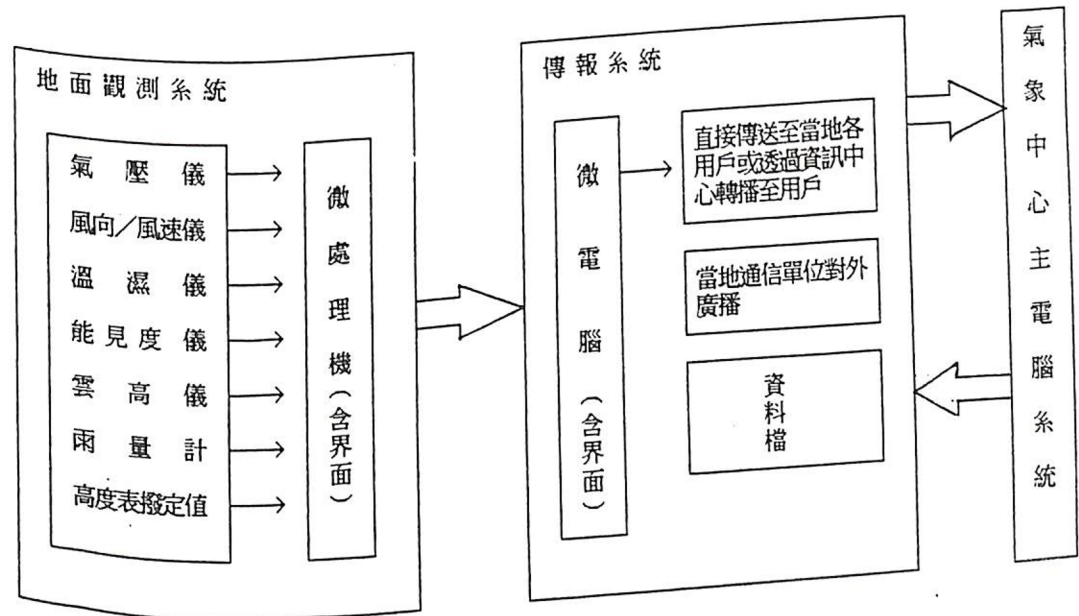 地面觀測系統
氣壓儀
風向／風速儀
溫濕儀
能見度儀
雲高儀
雨量計
高度表撥定值
微處理機（含界面）
傳報系統
微電腦（含界面）
直接傳送至當地各
用戶或透過資訊中
心轉播至用戶
當地通信單位對外
廣播
資料檔
氣象中心主電腦系統